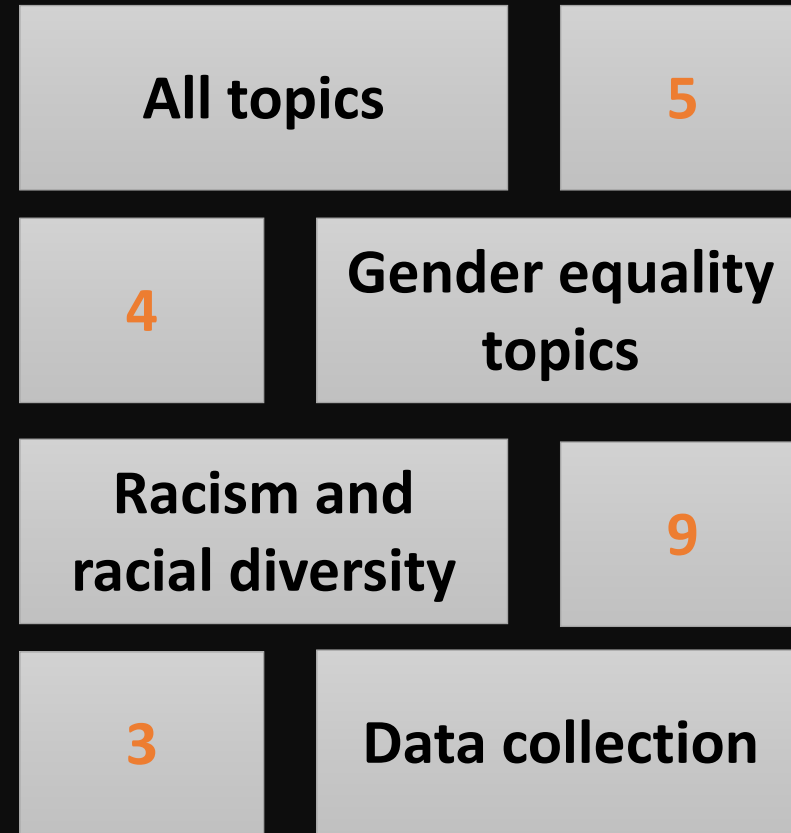 All topics
5
4
Gender equality
topics
Racism and
racial diversity
9
3
Data collection